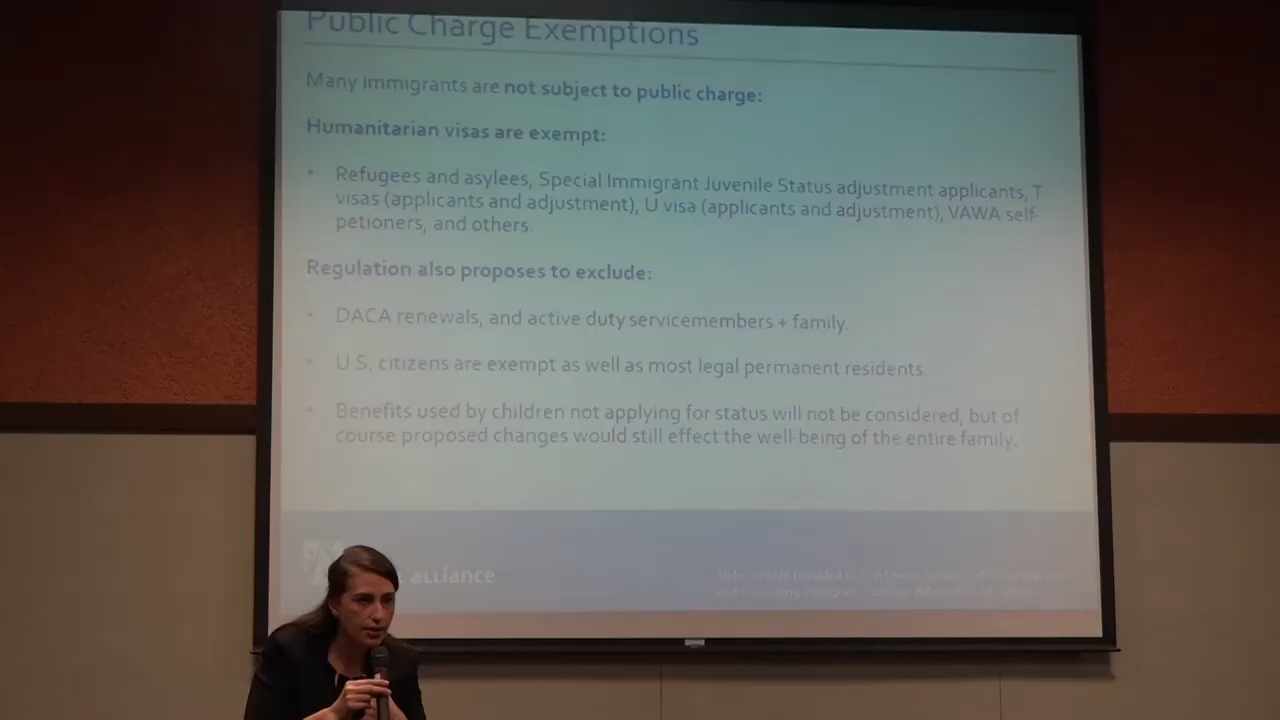 Public Charge Exemptions
Many immigrants are not subject to public charge:
Humanitarian visas are exempt:
• Refugees and asylees, Special Immigrant Juvenile Status adjustment applicants, T
visas (applicants and adjustment), U visa (applicants and adjustment), VAWA self-
petioners, and others.
Regulation also proposes to exclude:
• DACA renewals, and active duty servicemembers + family.
• U.S. citizens are exempt as well as most legal permanent residents.
• Benefits used by children not applying for status will not be considered, but of
course proposed changes would still effect the well-being of the entire family.
alliance
content provided by